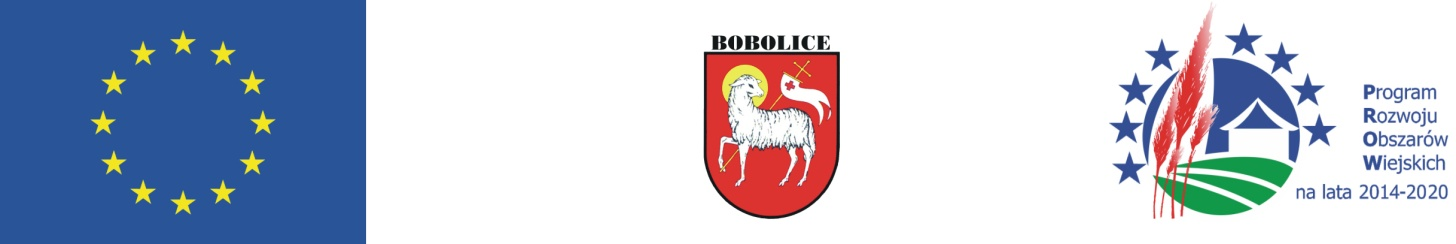 BOBOLICE
Program
Rozwoju
Obszarów
Wiejskich
na lata 2014-2020